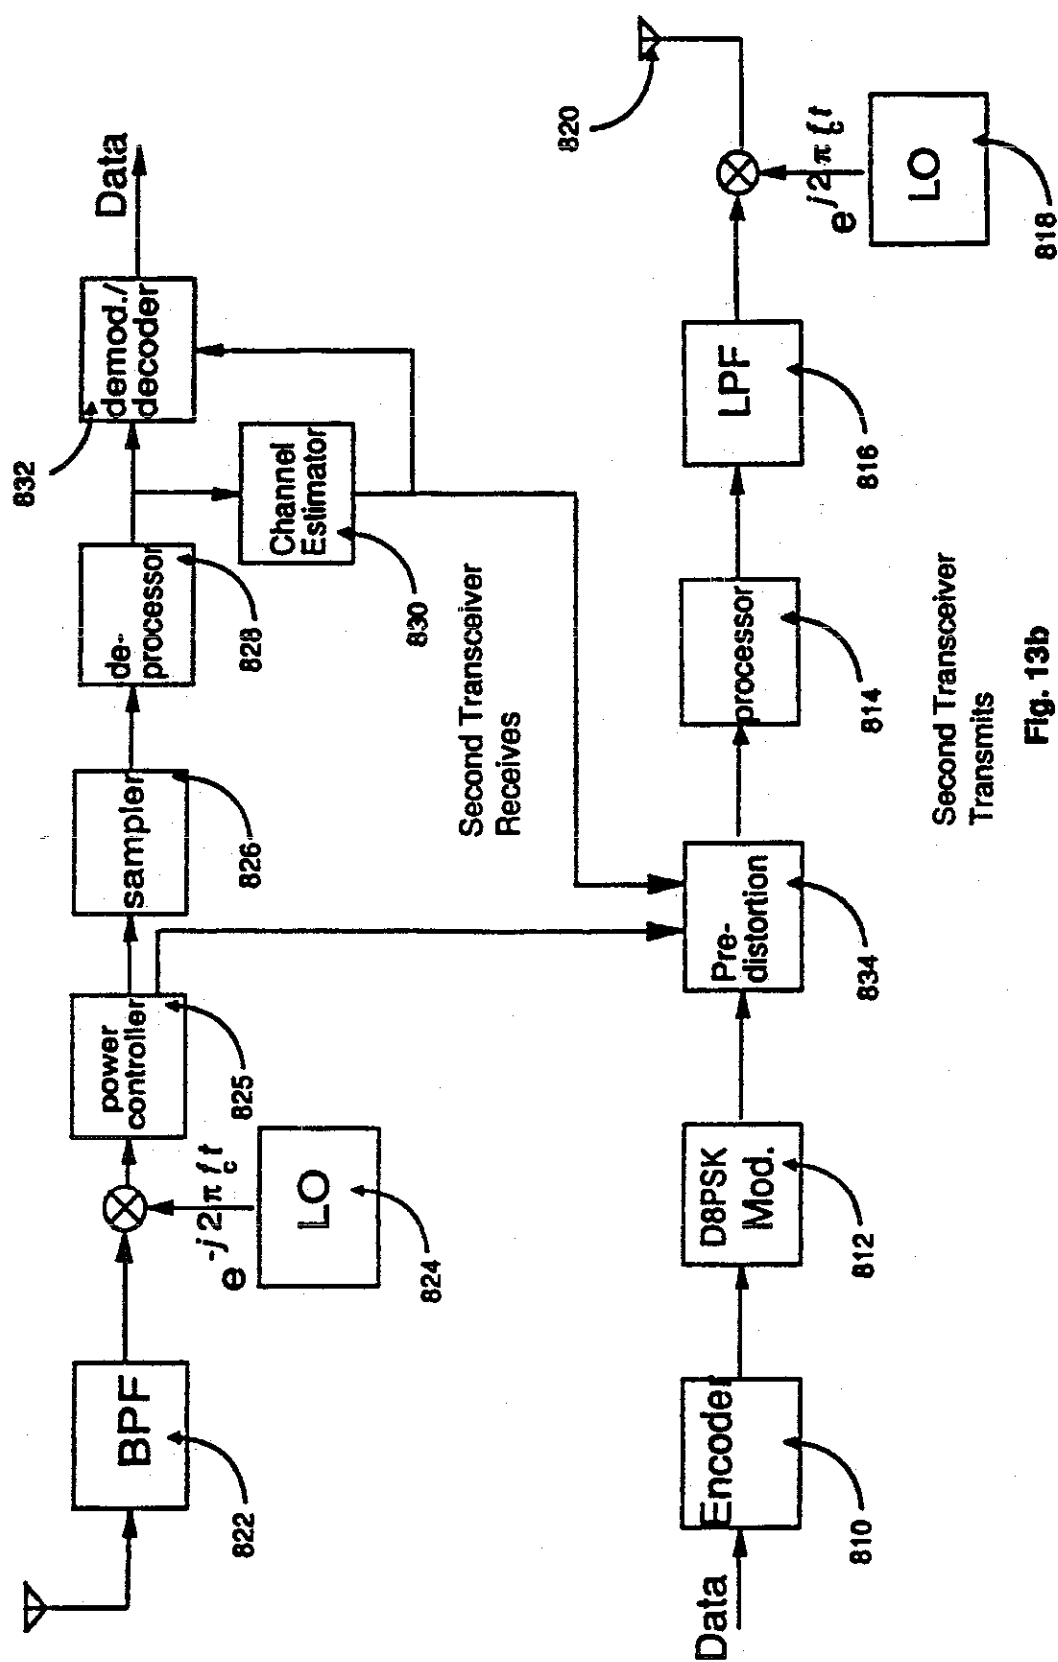 BPF
822
e^{-j2πf_c t}
LO
824
power
controller
825
sampler
826
de-
processor
828
Channel
Estimator
830
demod./
decoder
832
Data
Second Transceiver
Receives
Data
Encoder
810
D8PSK
Mod.
812
Pre-
distortion
834
processor
814
LPF
816
e^{j2πf_c t}
LO
818
820
Second Transceiver
Transmits
Fig. 13b